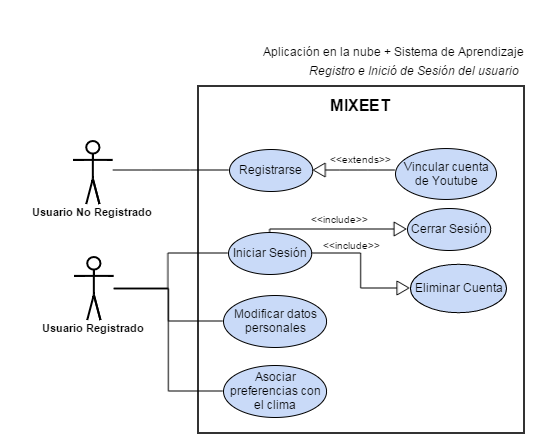 Aplicación en la nube + Sistema de Aprendizaje
Registro e Inició de Sesión del usuario
MIXEET
Registrarse
<<extends>>
Vincular cuenta
de Youtube
Usuario No Registrado
<<include>>
Cerrar Sesión
Iniciar Sesión
<<include>>
Eliminar Cuenta
Usuario Registrado
Modificar datos
personales
Asociar
preferencias con
el clima